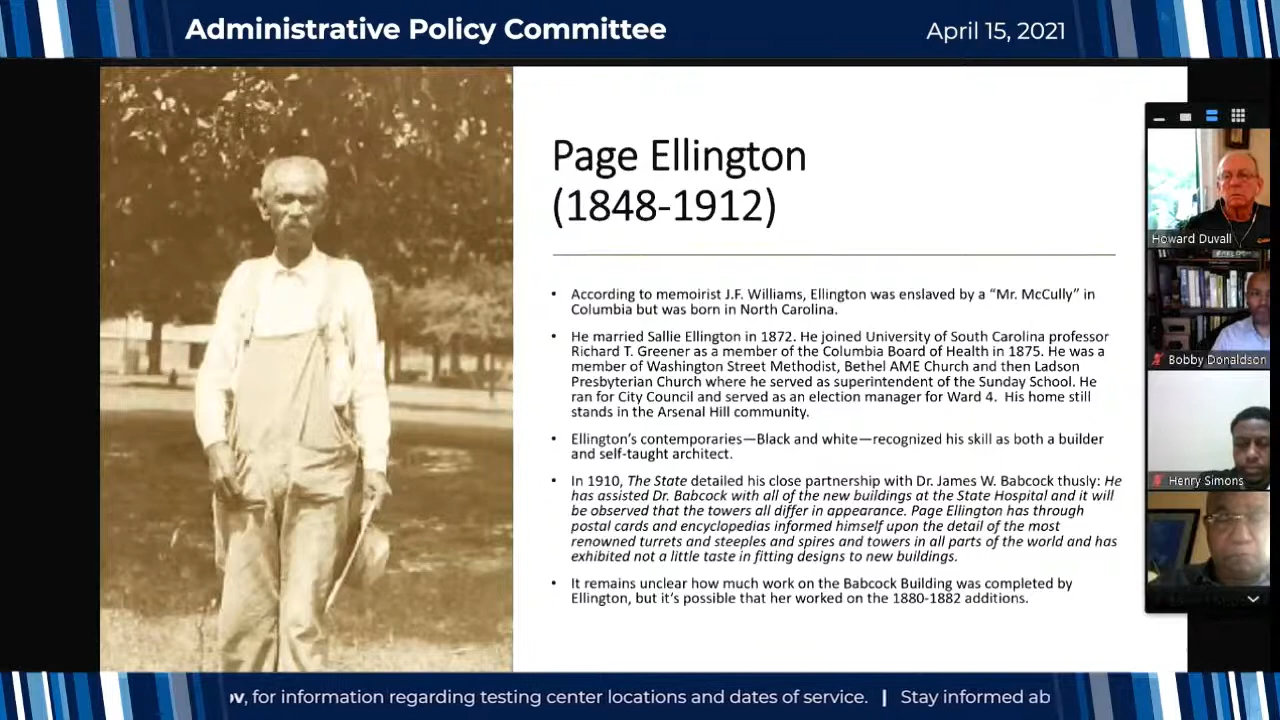 Administrative Policy Committee
April 15, 2021
Page Ellington
(1848-1912)
• According to memoirist J.F. Williams, Ellington was enslaved by a “Mr. McCully” in
Columbia but was born in North Carolina.
• He married Sallie Ellington in 1872. He joined University of South Carolina professor
Richard T. Greener as a member of the Columbia Board of Health in 1875. He was a
member of Washington Street Methodist, Bethel AME Church and then Ladson
Presbyterian Church where he served as superintendent of the Sunday School. He
ran for City Council and served as an election manager for Ward 4. His home still
stands in the Arsenal Hill community.
• Ellington’s contemporaries—Black and white—recognized his skill as both a builder
and self-taught architect.
• In 1910, The State detailed his close partnership with Dr. James W. Babcock thusly: He
has assisted Dr. Babcock with all of the new buildings at the State Hospital and it will
be observed that the towers all differ in appearance. Page Ellington has through
postal cards and encyclopedias informed himself upon the detail of the most
renowned turrets and steeples and spires and towers in all parts of the world and has
exhibited not a little taste in fitting designs to new buildings.
• It remains unclear how much work on the Babcock Building was completed by
Ellington, but it’s possible that her worked on the 1880-1882 additions.
Howard Duvall
Bobby Donaldson
Henry Simons
, for information regarding testing center locations and dates of service. | Stay informed ab